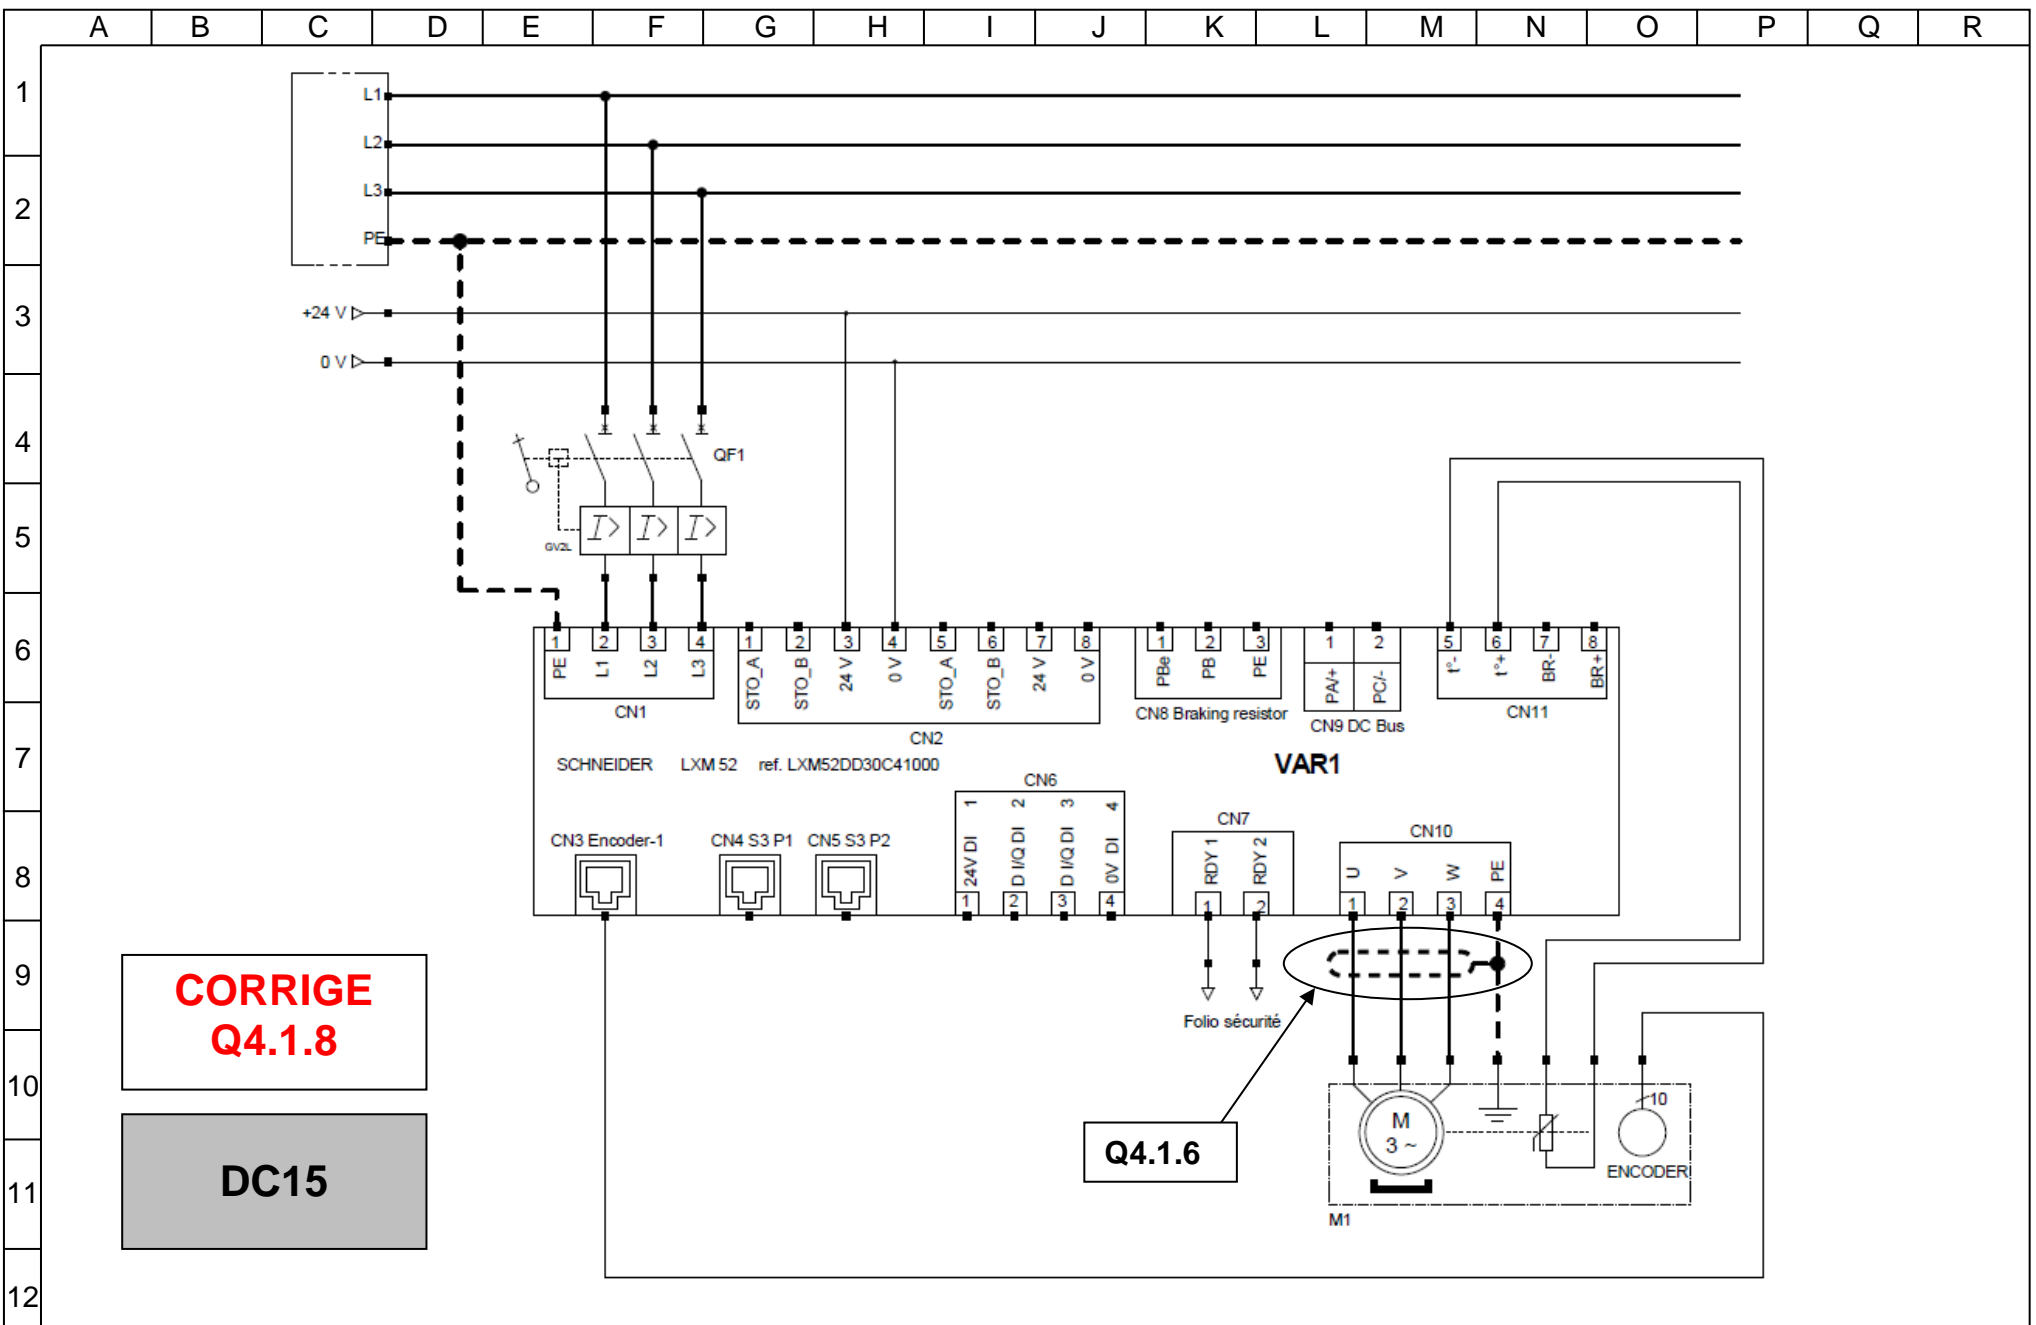 A B C D E F G H I J K L M N O P Q R
1
2
3
4
5
6
7
8
9
10
11
12
L1
L2
L3
PE
+24 V
0 V
QF1
I> I> I>
GV2L
1 2 3 4
PE L1 L2 L3
CN1
1 2 3 4 5 6 7 8
STO_A STO_B 24 V 0 V STO_A STO_B 24 V 0 V
CN2
1 2 3
PBe PB PE
CN8 Braking resistor
1 2
PA/+ PC/-
CN9 DC Bus
5 6 7 8
t°- t°+ BR- BR+
CN11
SCHNEIDER LXM 52 ref. LXM52DD30C41000
VAR1
CN3 Encoder-1
CN4 S3 P1
CN5 S3 P2
CN6
1 2 3 4
24V DI D I/Q DI D I/Q DI 0V DI
1 2 3 4
CN7
RDY 1 RDY 2
1 2
CN10
U V W PE
1 2 3 4
Folio sécurité
CORRIGE
Q4.1.8
DC15
Q4.1.6
M
3 ~
10
ENCODER
M1